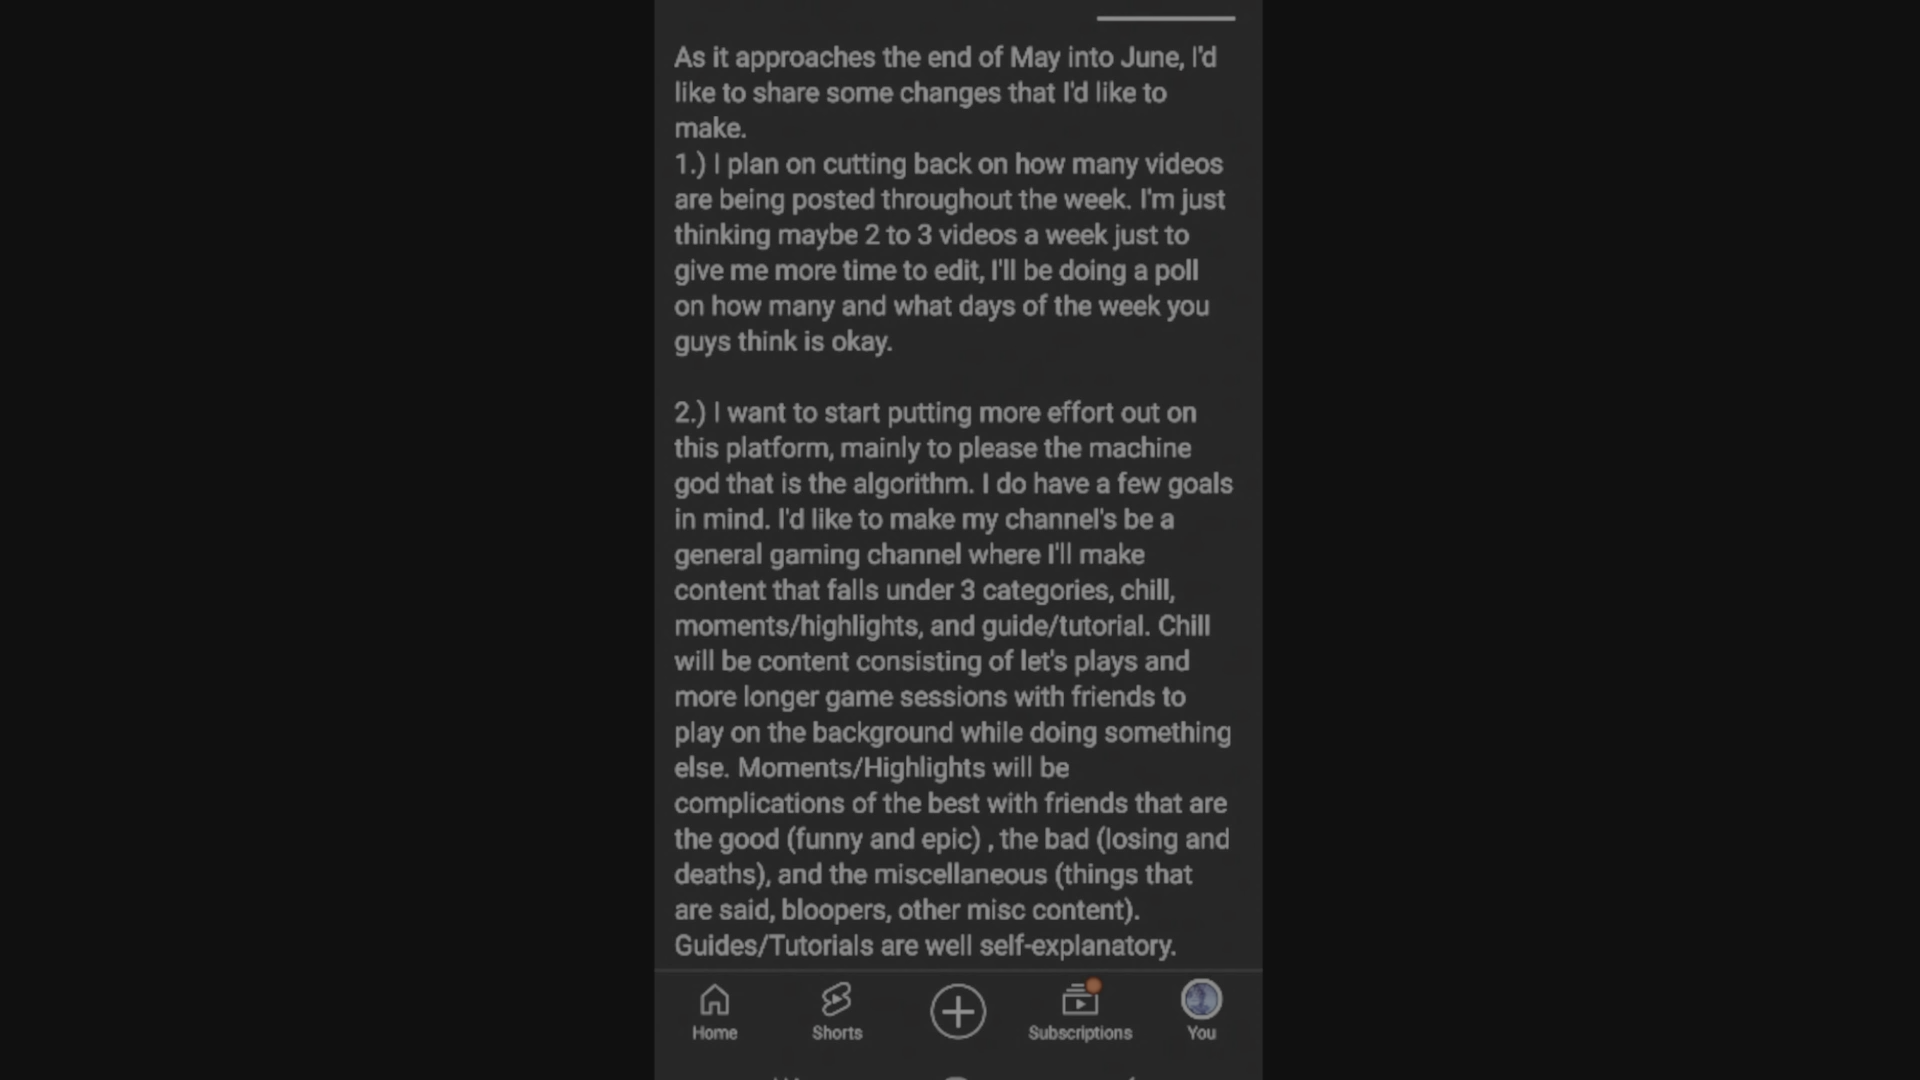 As it approaches the end of May into June, I'd
like to share some changes that I'd like to
make.
1.) I plan on cutting back on how many videos
are being posted throughout the week. I'm just
thinking maybe 2 to 3 videos a week just to
give me more time to edit, I'll be doing a poll
on how many and what days of the week you
guys think is okay.
2.) I want to start putting more effort out on
this platform, mainly to please the machine
god that is the algorithm. I do have a few goals
in mind. I'd like to make my channel's be a
general gaming channel where I'll make
content that falls under 3 categories, chill,
moments/highlights, and guide/tutorial. Chill
will be content consisting of let's plays and
more longer game sessions with friends to
play on the background while doing something
else. Moments/Highlights will be
complications of the best with friends that are
the good (funny and epic) , the bad (losing and
deaths), and the miscellaneous (things that
are said, bloopers, other misc content).
Guides/Tutorials are well self-explanatory.
Home Shorts Subscriptions You